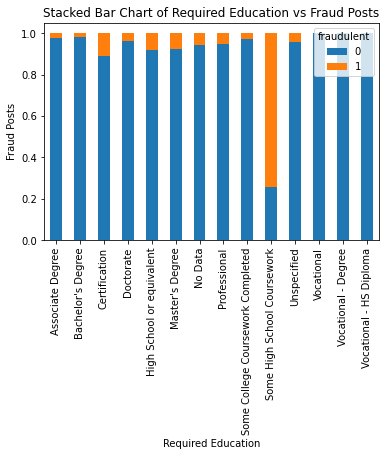 Stacked Bar Chart of Required Education vs Fraud Posts
fraudulent
0
1
Fraud Posts
1.0
0.8
0.6
0.4
0.2
0.0
Associate Degree
Bachelor's Degree
Certification
Doctorate
High School or equivalent
Master's Degree
No Data
Professional
Some College Coursework Completed
Some High School Coursework
Unspecified
Vocational
Vocational - Degree
Vocational - HS Diploma
Required Education